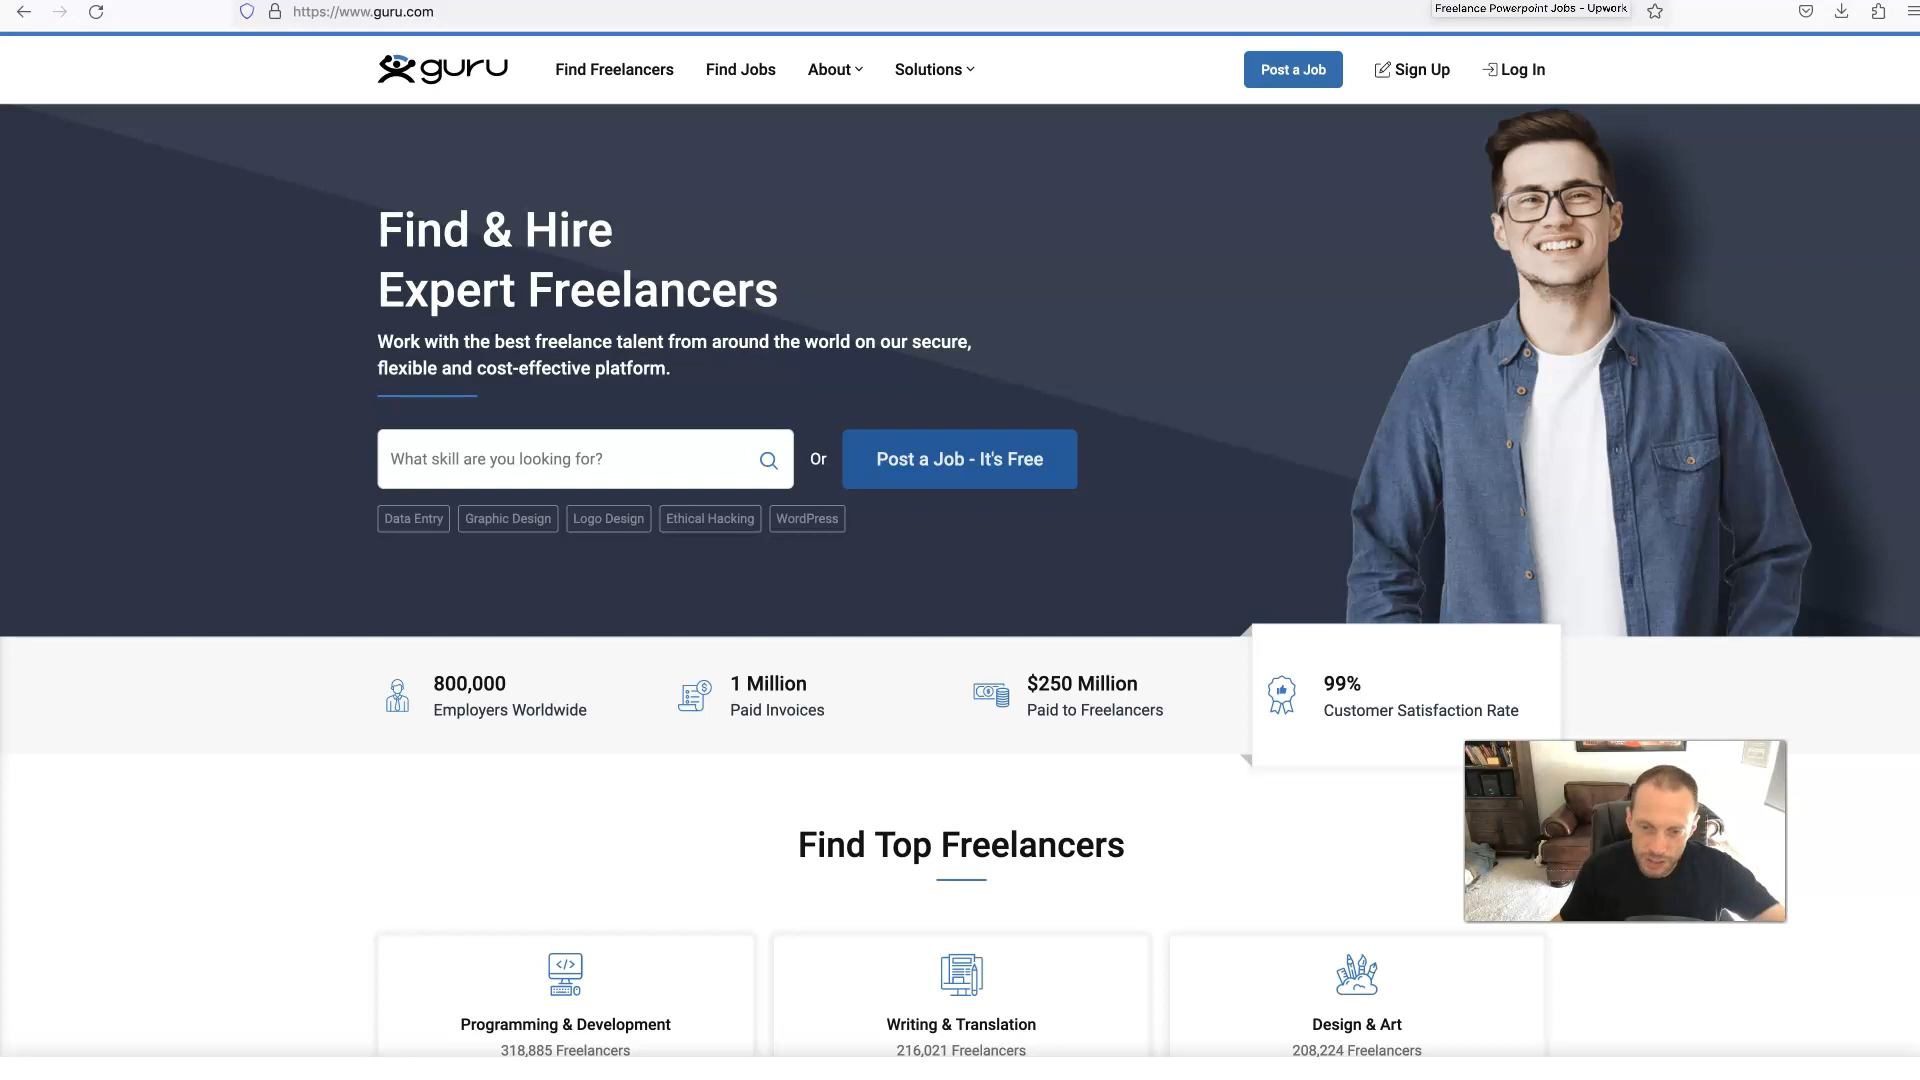 https://www.guru.com
Freelance Powerpoint Jobs - Upwork
guru
Find Freelancers
Find Jobs
About
Solutions
Post a Job
Sign Up
Log In
Find & Hire
Expert Freelancers
Work with the best freelance talent from around the world on our secure,
flexible and cost-effective platform.
What skill are you looking for?
Or
Post a Job - It's Free
Data Entry
Graphic Design
Logo Design
Ethical Hacking
WordPress
800,000
Employers Worldwide
1 Million
Paid Invoices
$250 Million
Paid to Freelancers
99%
Customer Satisfaction Rate
Find Top Freelancers
Programming & Development
318,885 Freelancers
Writing & Translation
216,021 Freelancers
Design & Art
208,224 Freelancers